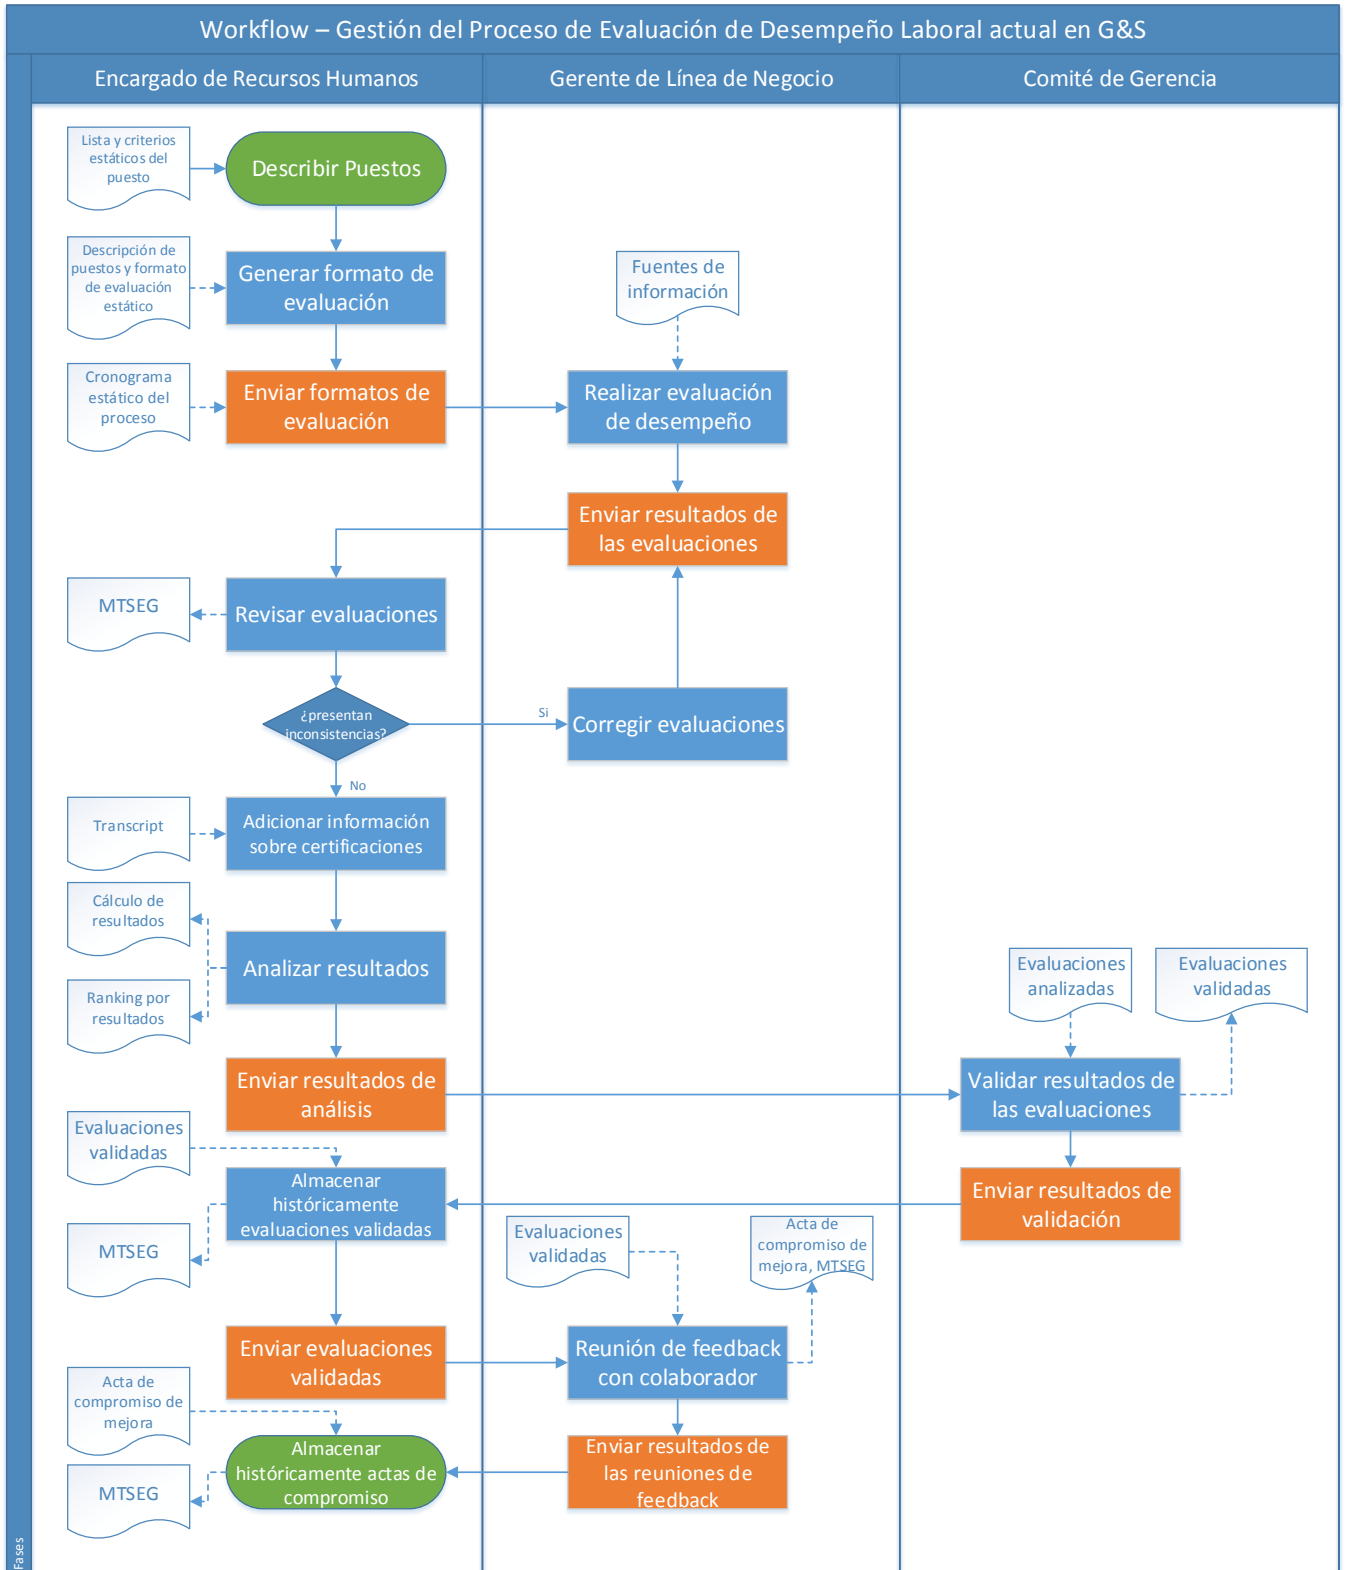 Workflow – Gestión del Proceso de Evaluación de Desempeño Laboral actual en G&S
Encargado de Recursos Humanos
Gerente de Línea de Negocio
Comité de Gerencia
Lista y criterios
estáticos del
puesto
Describir Puestos
Descripción de
puestos y formato
de evaluación
estático
Generar formato de
evaluación
Fuentes de
información
Cronograma
estático del
proceso
Enviar formatos de
evaluación
Realizar evaluación
de desempeño
Enviar resultados de
las evaluaciones
MTSEG
Revisar evaluaciones
¿presentan
inconsistencias?
Si
Corregir evaluaciones
No
Transcript
Adicionar información
sobre certificaciones
Cálculo de
resultados
Analizar resultados
Ranking por
resultados
Evaluaciones
analizadas
Evaluaciones
validadas
Enviar resultados de
análisis
Validar resultados de
las evaluaciones
Evaluaciones
validadas
Almacenar
históricamente
evaluaciones validadas
Enviar resultados de
validación
MTSEG
Evaluaciones
validadas
Acta de
compromiso de
mejora, MTSEG
Enviar evaluaciones
validadas
Reunión de feedback
con colaborador
Acta de
compromiso de
mejora
Almacenar
históricamente actas de
compromiso
Enviar resultados de
las reuniones de
feedback
MTSEG
Fases